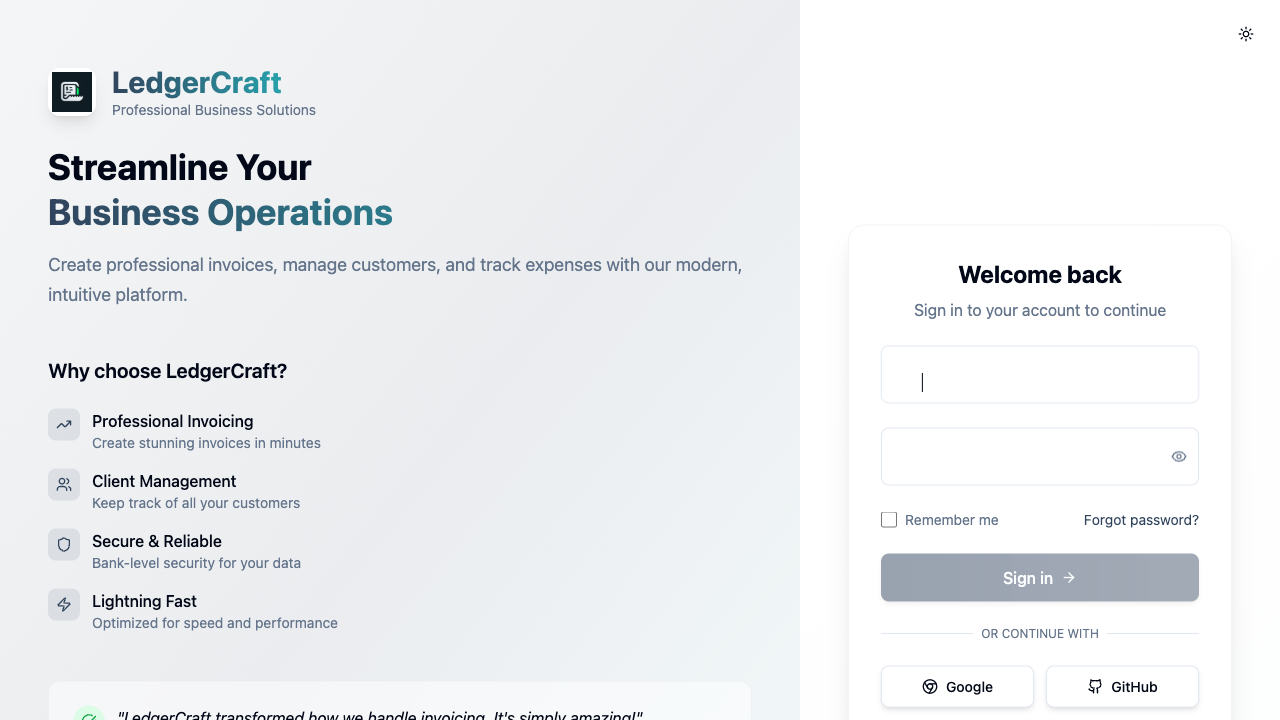 LedgerCraft
Professional Business Solutions
Streamline Your
Business Operations
Create professional invoices, manage customers, and track expenses with our modern,
intuitive platform.
Why choose LedgerCraft?
Professional Invoicing
Create stunning invoices in minutes
Client Management
Keep track of all your customers
Secure & Reliable
Bank-level security for your data
Lightning Fast
Optimized for speed and performance
"LedgerCraft transformed how we handle invoicing. It's simply amazing!"
Welcome back
Sign in to your account to continue
Remember me
Forgot password?
Sign in
OR CONTINUE WITH
Google
GitHub